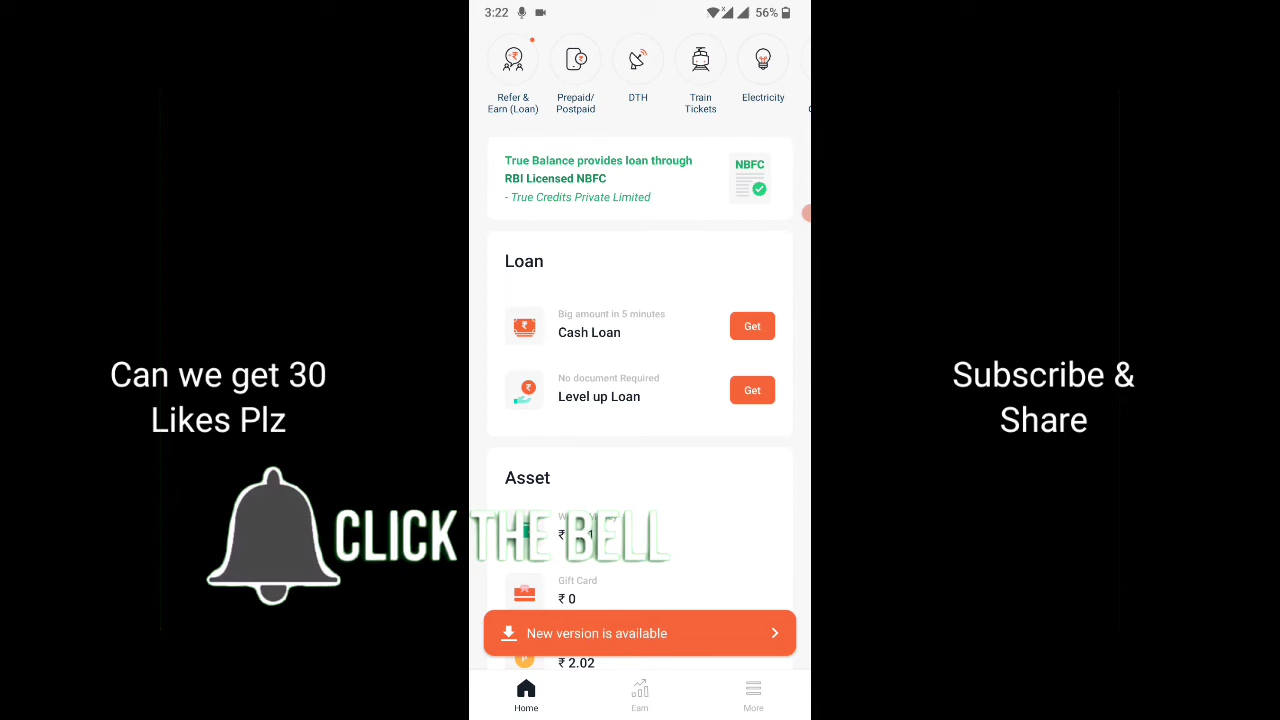 3:22
56%
Refer &
Earn (Loan)
Prepaid/
Postpaid
DTH
Train
Tickets
Electricity
True Balance provides loan through
RBI Licensed NBFC
- True Credits Private Limited
NBFC
Loan
Big amount in 5 minutes
Cash Loan
Get
No document Required
Level up Loan
Get
Can we get 30
Likes Plz
Subscribe &
Share
Asset
CLICK THE BELL
Gift Card
₹ 0
New version is available
₹ 2.02
Home
Earn
More